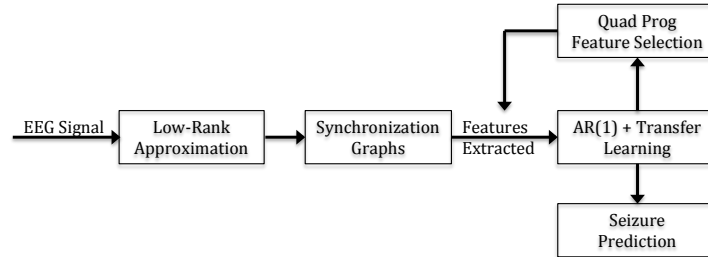 Quad Prog
Feature Selection
EEG Signal
Low-Rank
Approximation
Synchronization
Graphs
Features
Extracted
AR(1) + Transfer
Learning
Seizure
Prediction